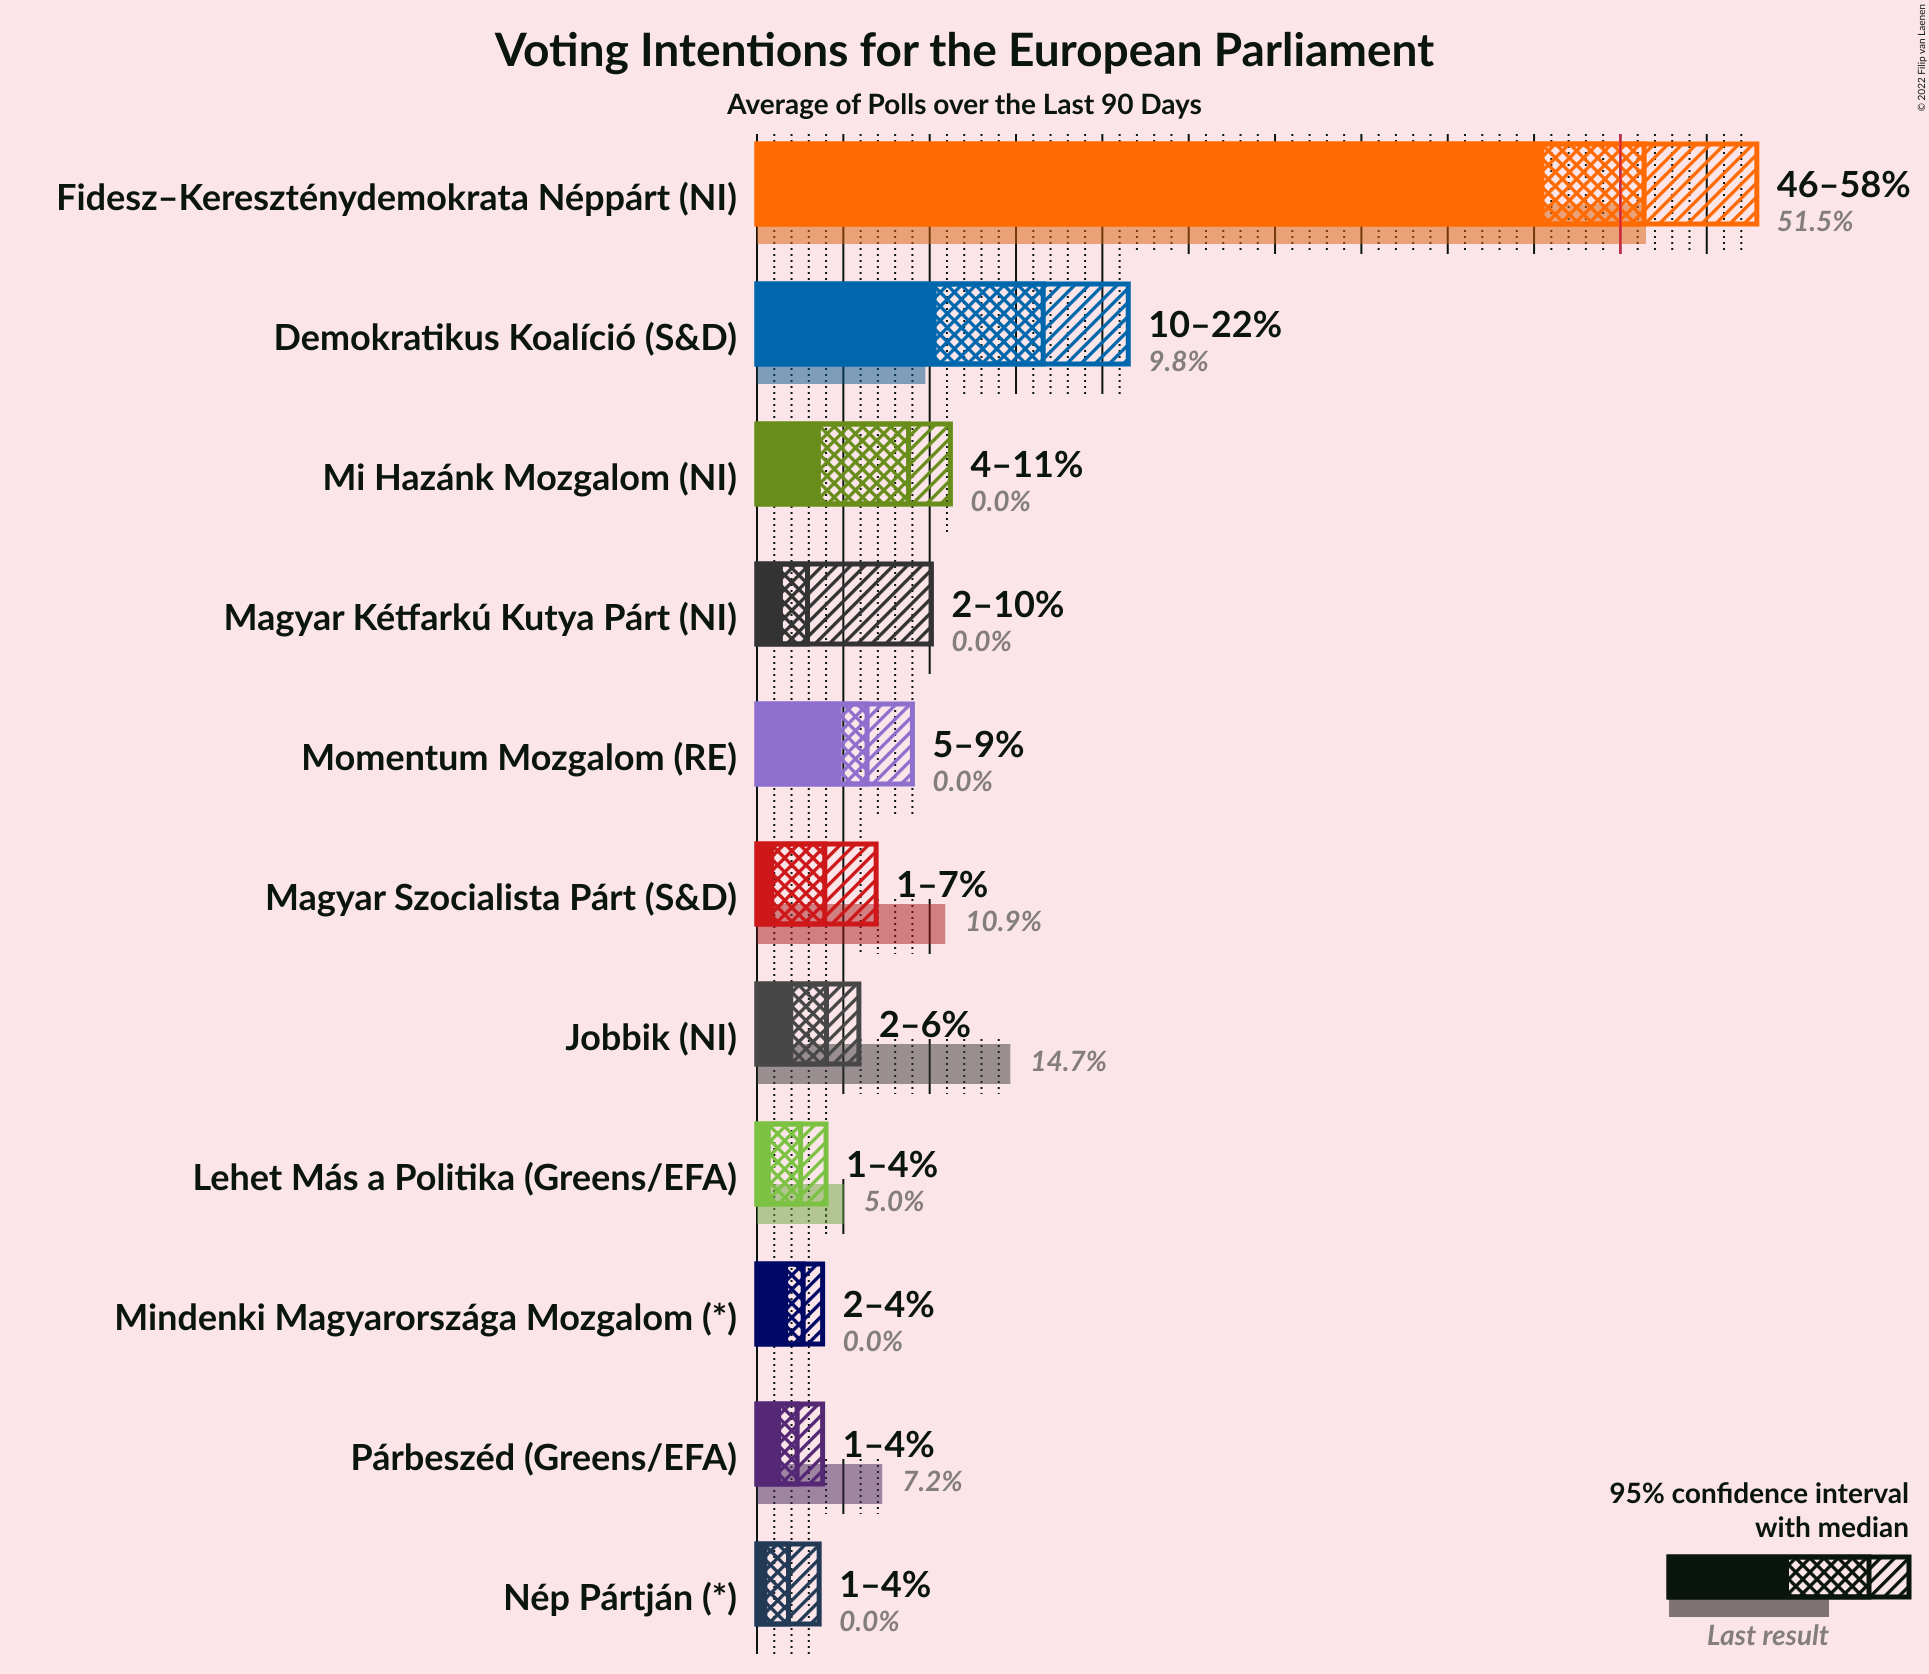 © 2022 Filip van Laenen
Voting Intentions for the European Parliament
Average of Polls over the Last 90 Days
Fidesz–Kereszténydemokrata Néppárt (NI)
46–58%
51.5%
Demokratikus Koalíció (S&D)
10–22%
9.8%
Mi Hazánk Mozgalom (NI)
4–11%
0.0%
Magyar Kétfarkú Kutya Párt (NI)
2–10%
0.0%
Momentum Mozgalom (RE)
5–9%
0.0%
Magyar Szocialista Párt (S&D)
1–7%
10.9%
Jobbik (NI)
2–6%
14.7%
Lehet Más a Politika (Greens/EFA)
1–4%
5.0%
Mindenki Magyarországa Mozgalom (*)
2–4%
0.0%
Párbeszéd (Greens/EFA)
1–4%
7.2%
Nép Pártján (*)
1–4%
0.0%
95% confidence interval
with median
Last result